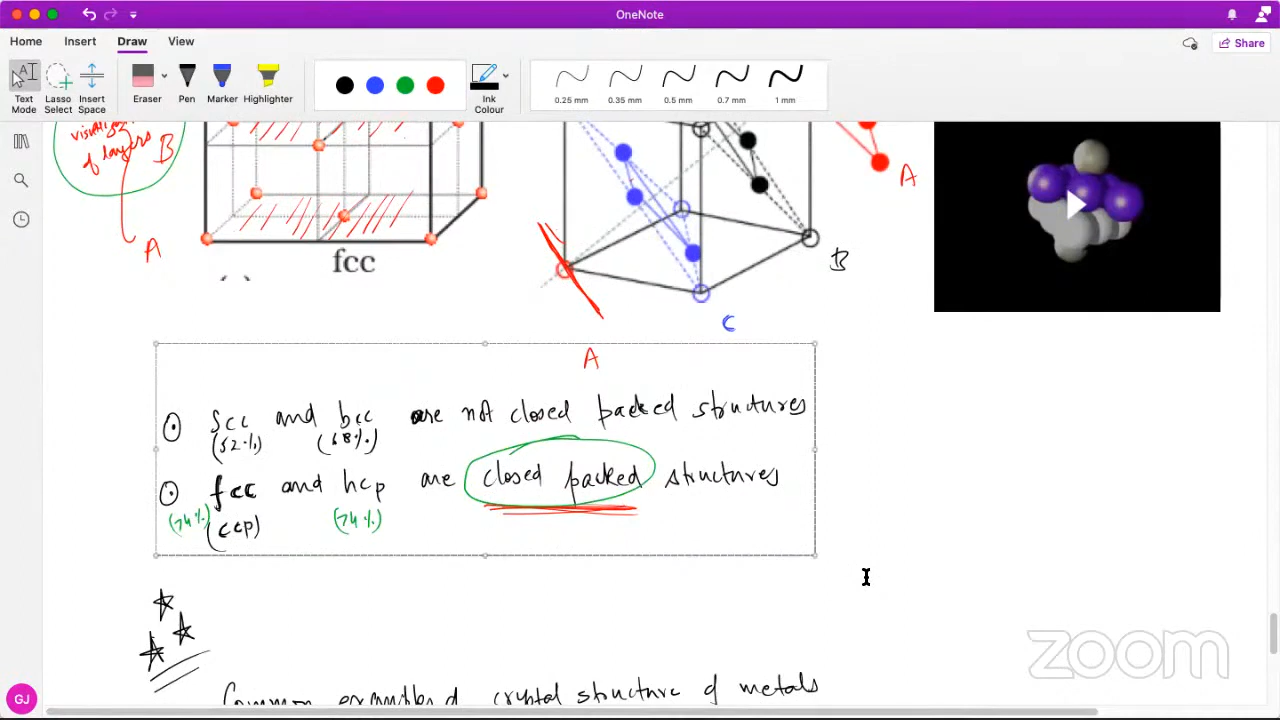 OneNote
Home Insert Draw View
Share
Text Mode
Lasso Select
Insert Space
Eraser
Pen
Marker
Highlighter
Ink Colour
0.25 mm
0.35 mm
0.5 mm
0.7 mm
1 mm
of layers B
A
fcc
A
B
C
A
scc and bcc are not closed packed structures
(52%) (68%)
fcc and hcp are closed packed structures
(74%) (ccp) (74%)
zoom
GJ
Common examples of crystal structure of metals